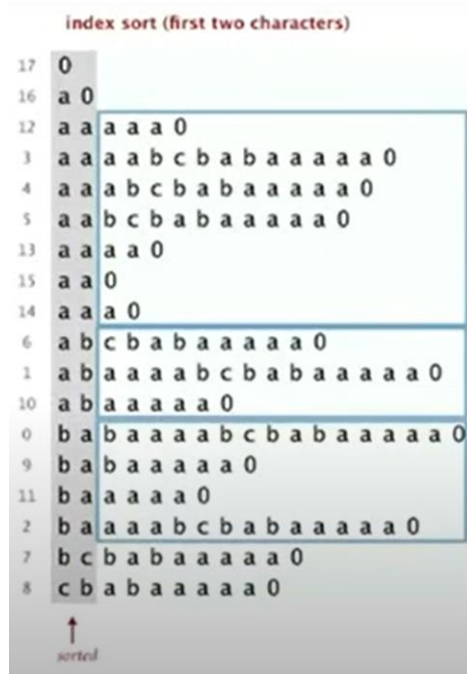 index sort (first two characters)
17 0
16 a 0
12 a a a a a 0
3 a a a a b c b a b a a a a a 0
4 a a a b c b a b a a a a a 0
5 a a b c b a b a a a a a 0
13 a a a a 0
15 a a 0
14 a a a 0
6 a b c b a b a a a a a 0
1 a b a a a a b c b a b a a a a a 0
10 a b a a a a a 0
0 b a b a a a a b c b a b a a a a a 0
9 b a b a a a a a 0
11 b a a a a a 0
2 b a a a a b c b a b a a a a a 0
7 b c b a b a a a a a 0
8 c b a b a a a a a 0
sorted